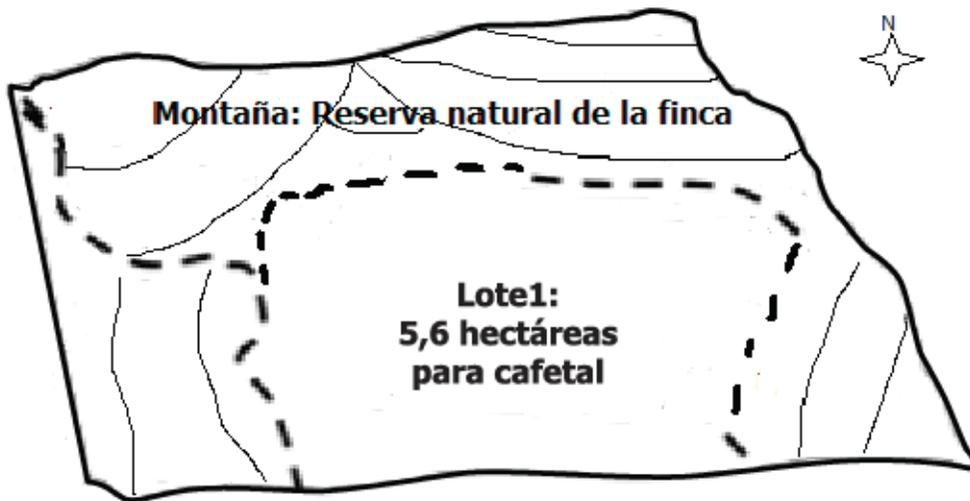 N
Montaña: Reserva natural de la finca
Lote1:
5,6 hectáreas
para cafetal